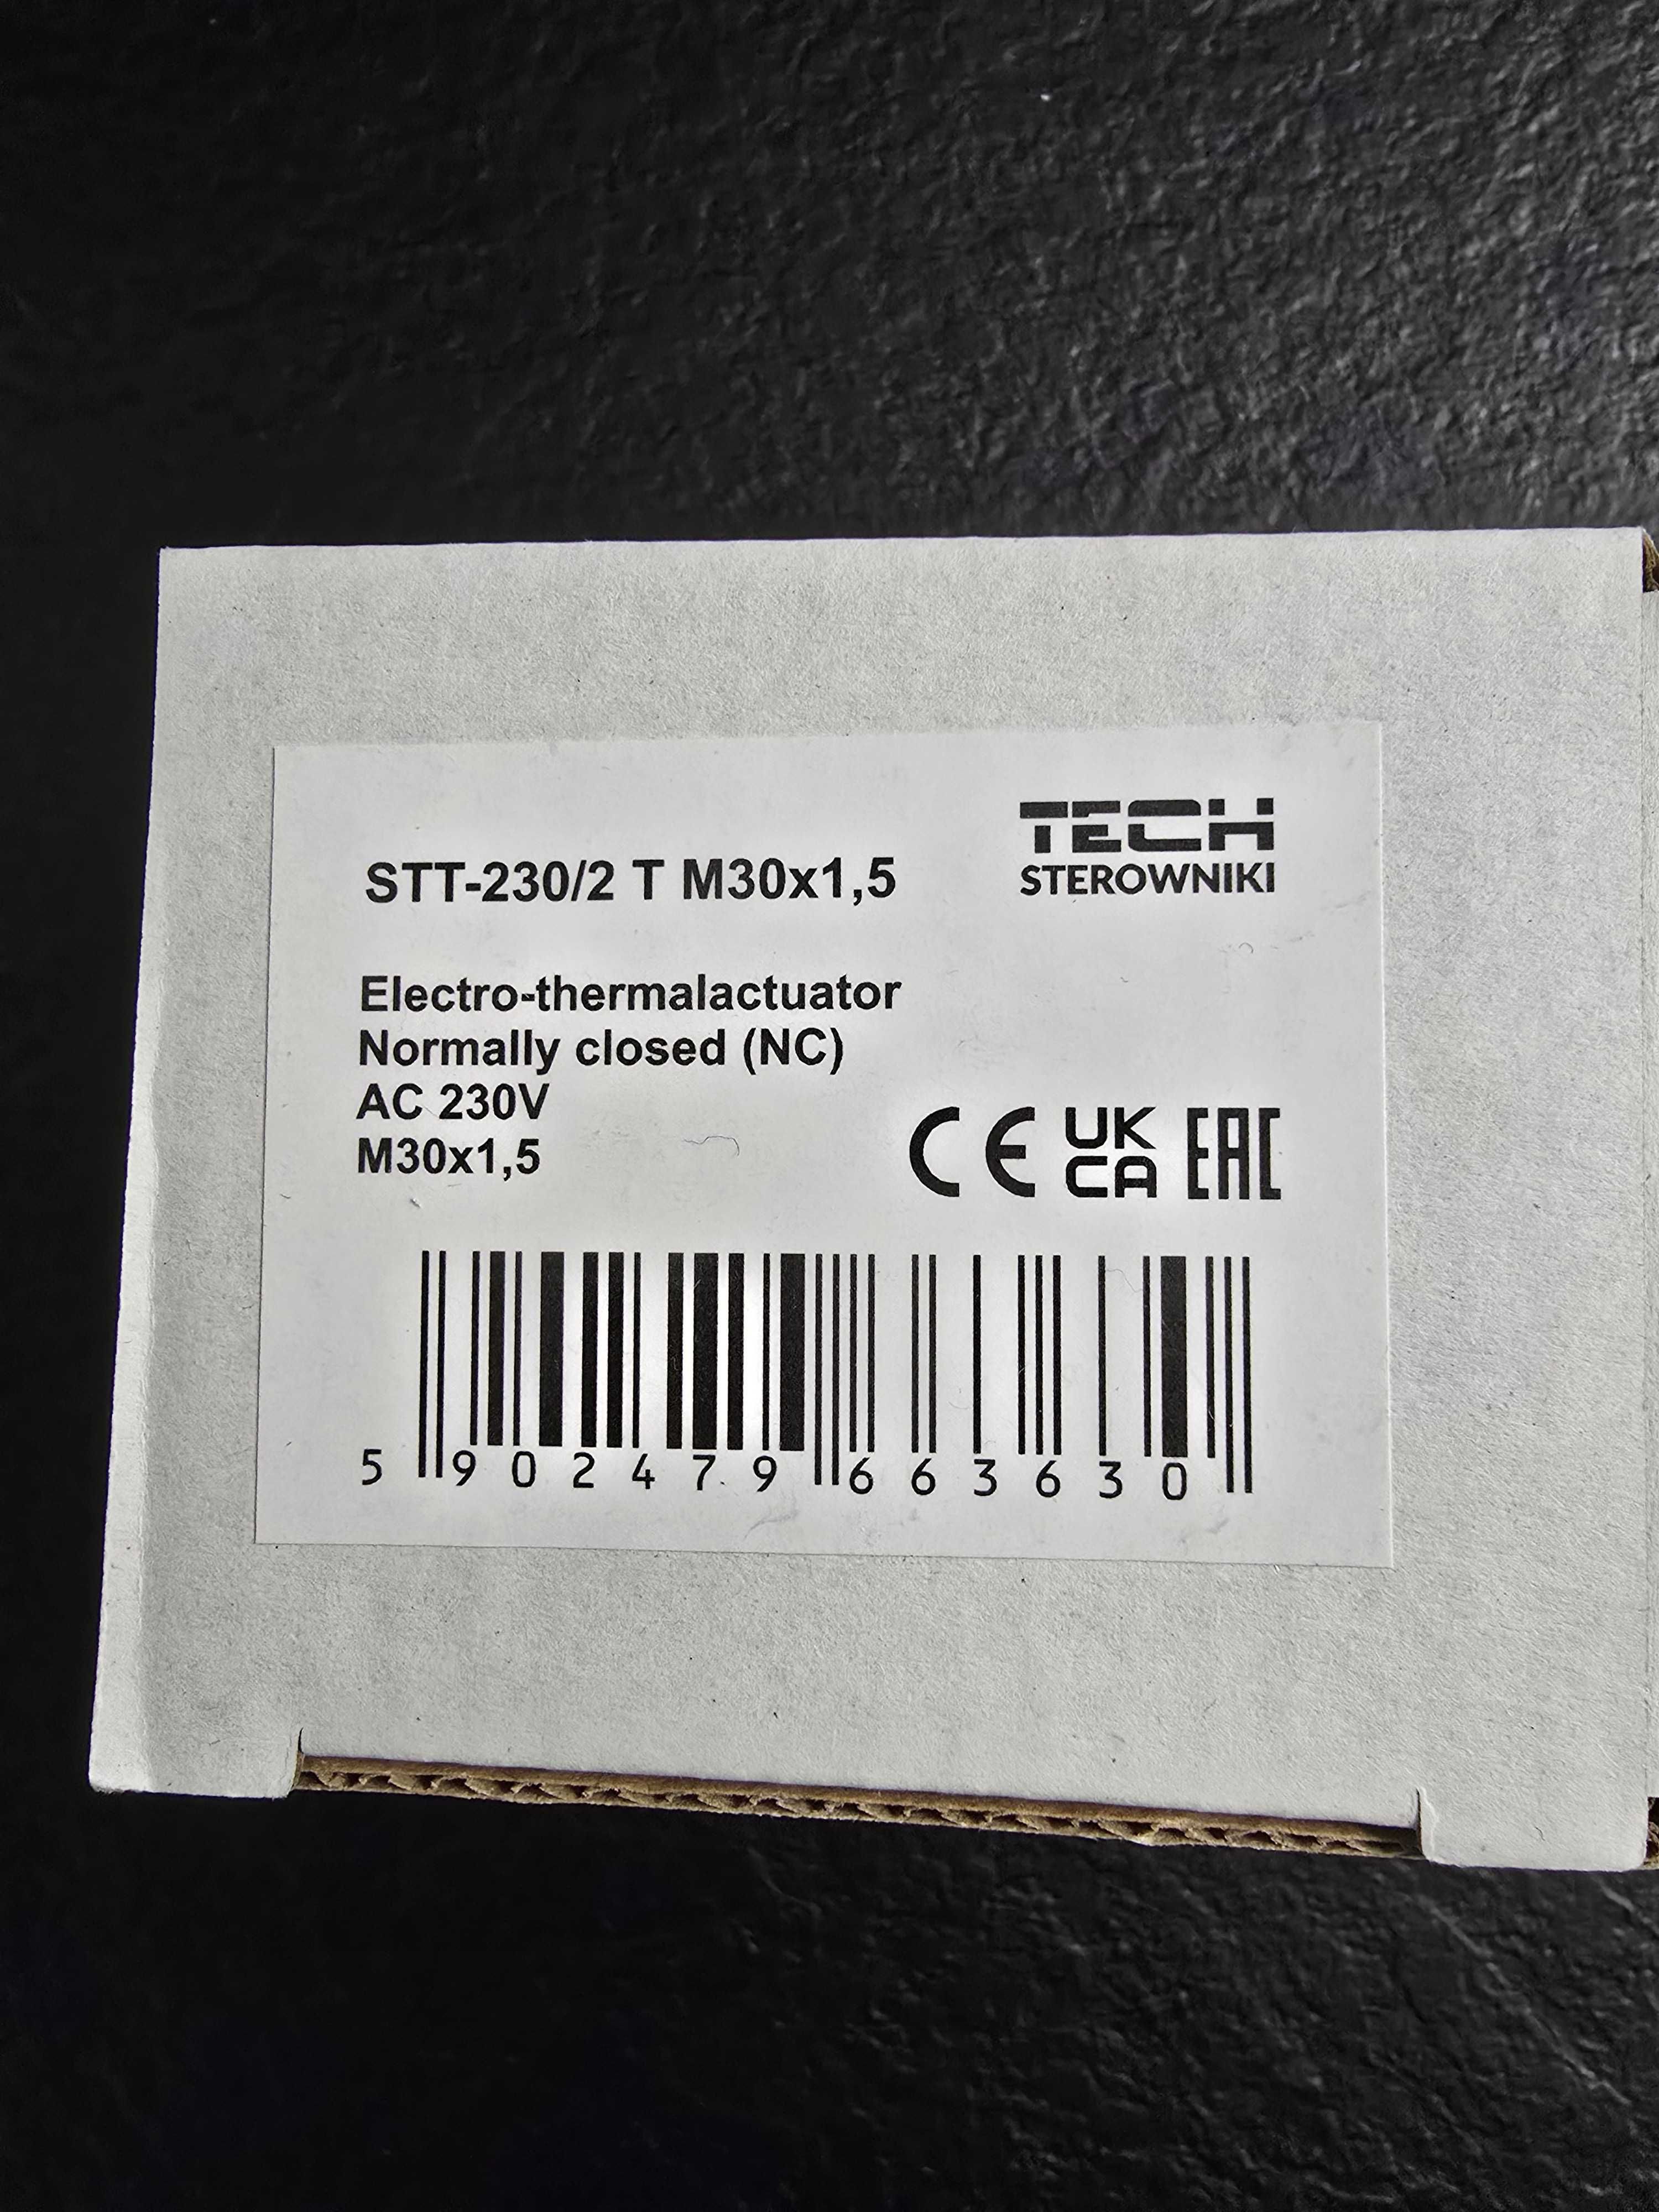 TECH
STEROWNIKI
STT-230/2 T M30x1,5
Electro-thermalactuator
Normally closed (NC)
AC 230V
M30x1,5
CE UK CA EAC
5 902479 663630